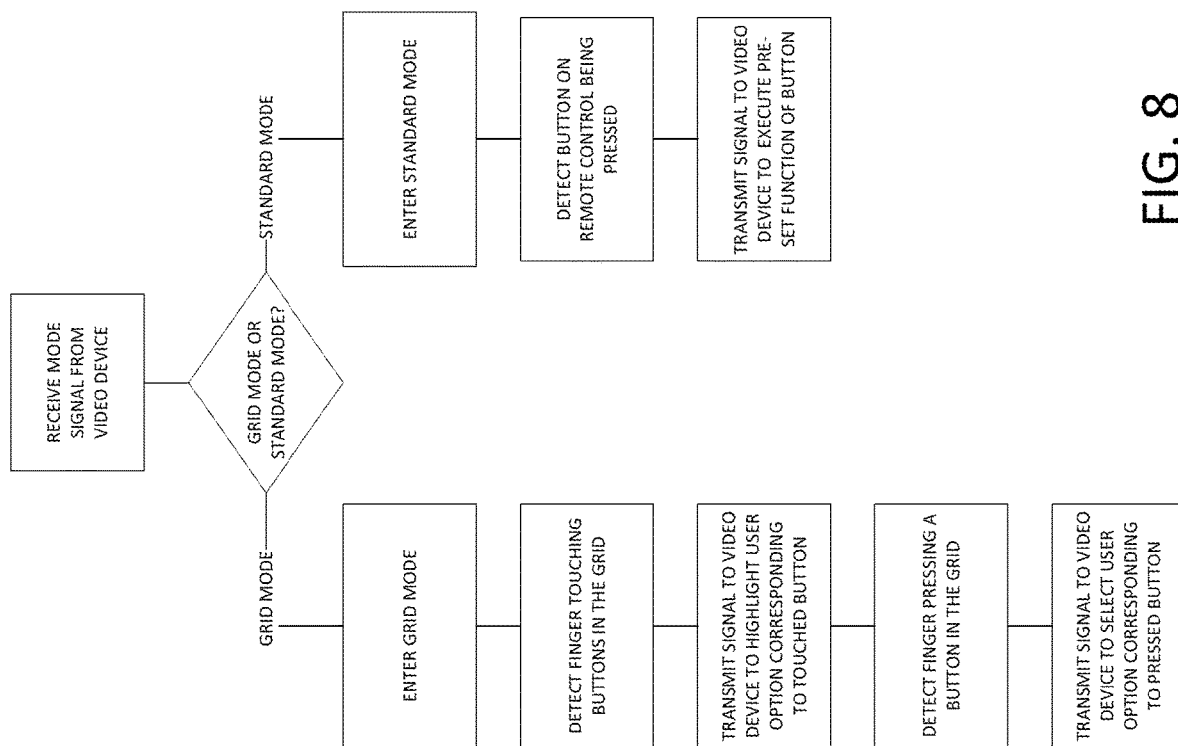 RECEIVE MODE
SIGNAL FROM
VIDEO DEVICE
GRID MODE OR
STANDARD MODE?
GRID MODE
STANDARD MODE
ENTER GRID MODE
DETECT FINGER TOUCHING
BUTTONS IN THE GRID
TRANSMIT SIGNAL TO VIDEO
DEVICE TO HIGHLIGHT USER
OPTION CORRESPONDING
TO TOUCHED BUTTON
DETECT FINGER PRESSING A
BUTTON IN THE GRID
TRANSMIT SIGNAL TO VIDEO
DEVICE TO SELECT USER
OPTION CORRESPONDING
TO PRESSED BUTTON
ENTER STANDARD MODE
DETECT BUTTON ON
REMOTE CONTROL BEING
PRESSED
TRANSMIT SIGNAL TO VIDEO
DEVICE TO EXECUTE PRE-
SET FUNCTION OF BUTTON
FIG. 8